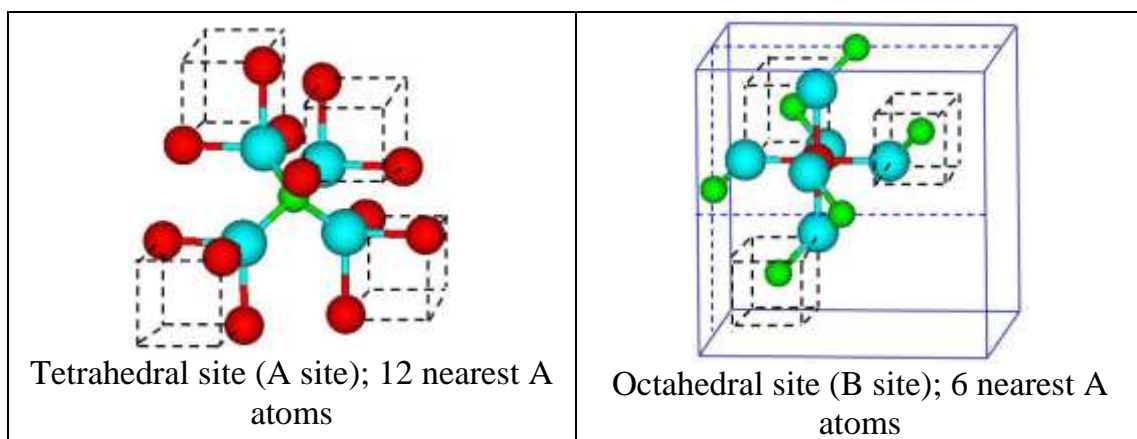 Tetrahedral site (A site); 12 nearest A
atoms
Octahedral site (B site); 6 nearest A
atoms